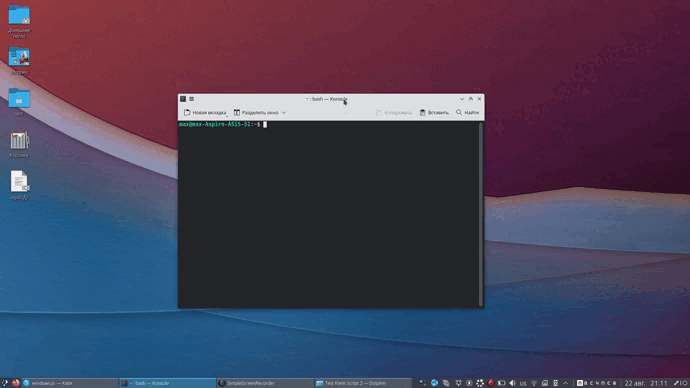 Домашняя
папка
Корзина
~ : bash — Konsole
Новая вкладка
Разделить окно
Копировать
Вставить
Найти
max@max-Aspire-A515-51:~$
windows.js — Kate
~ : bash — Konsole
SimpleScreenRecorder
Test Kwin Script 2 — Dolphin
us
В С Ч П С В
22 авг.
21:11